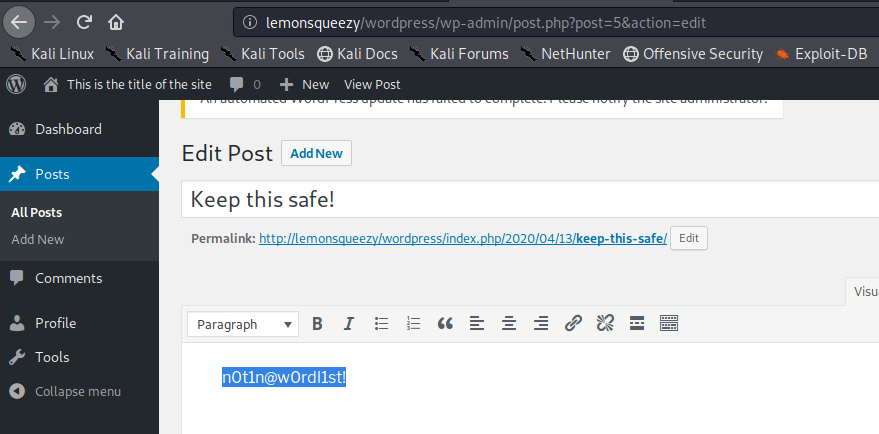 lemonsqueezy/wordpress/wp-admin/post.php?post=5&action=edit
Kali Linux Kali Training Kali Tools Kali Docs Kali Forums NetHunter Offensive Security Exploit-DB
This is the title of the site 0 New View Post
An automated WordPress update has failed to complete. Please notify the site administrator.
Dashboard
Edit Post Add New
Posts
Keep this safe!
All Posts
Add New
Permalink: http://lemonsqueezy/wordpress/index.php/2020/04/13/keep-this-safe/ Edit
Comments
Visu
Profile
Paragraph B I
Tools
n0t1n@w0rdl1st!
Collapse menu